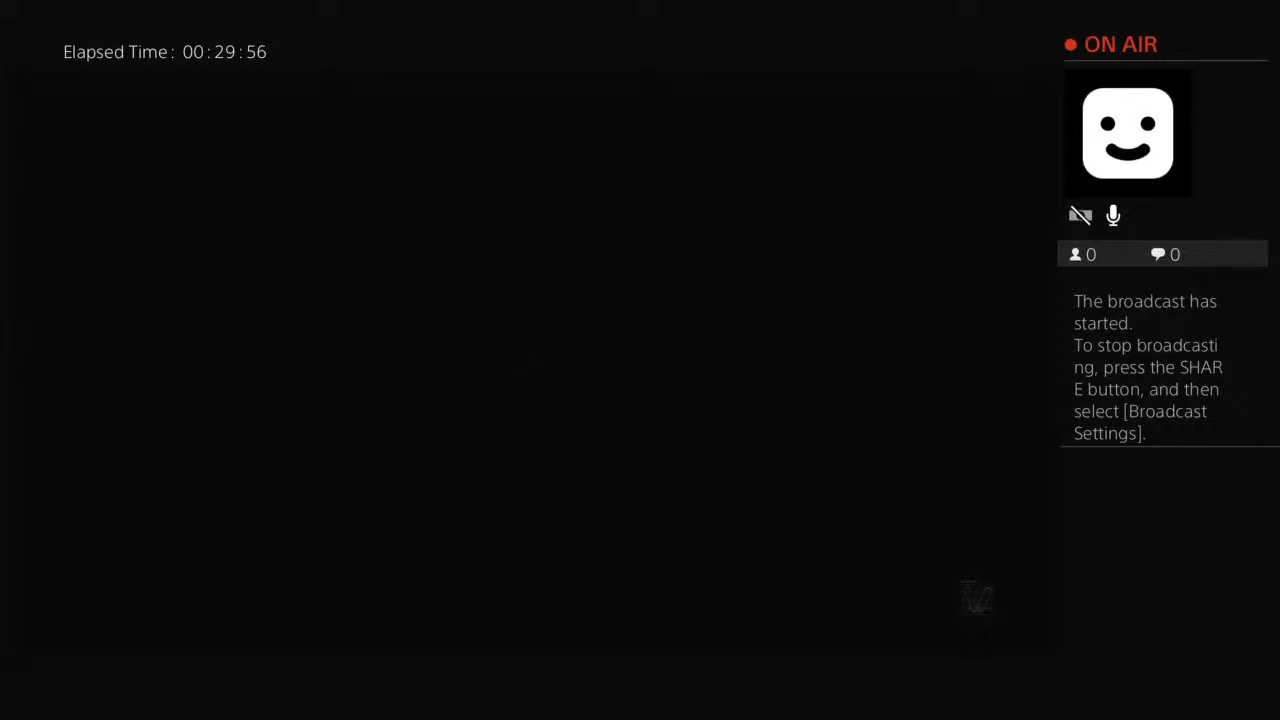 Elapsed Time: 00:29:56
ON AIR
0 0
The broadcast has
started.
To stop broadcasti
ng, press the SHAR
E button, and then
select [Broadcast
Settings].